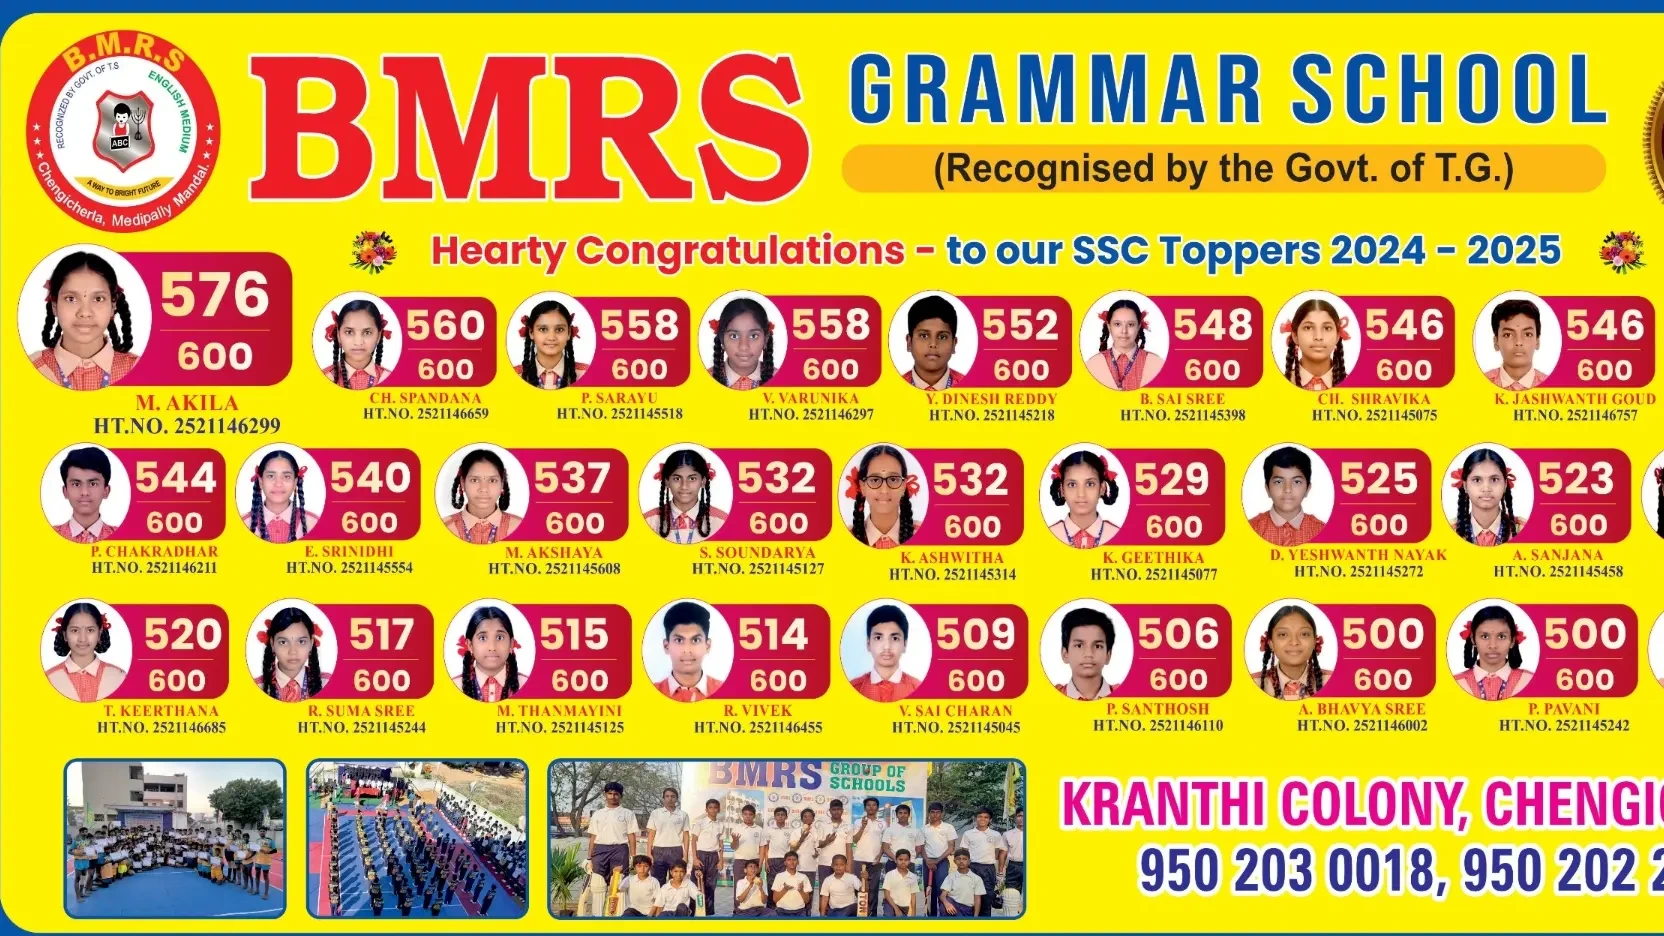 B.M.R.S
RECOGNIZED BY GOVT. OF T.S
ENGLISH MEDIUM
ABC
A WAY TO BRIGHT FUTURE
Chengicherla, Medipally Mandal.
BMRS
GRAMMAR SCHOOL
(Recognised by the Govt. of T.G.)
Hearty Congratulations - to our SSC Toppers 2024 - 2025
576
600
M. AKILA
HT.NO. 2521146299
560
600
CH. SPANDANA
HT.NO. 2521146659
558
600
P. SARAYU
HT.NO. 2521145518
558
600
V. VARUNIKA
HT.NO. 2521146297
552
600
Y. DINESH REDDY
HT.NO. 2521145218
548
600
B. SAI SREE
HT.NO. 2521145398
546
600
CH. SHRAVIKA
HT.NO. 2521145075
546
600
K. JASHWANTH GOUD
HT.NO. 2521146757
544
600
P. CHAKRADHAR
HT.NO. 2521146211
540
600
E. SRINIDHI
HT.NO. 2521145554
537
600
M. AKSHAYA
HT.NO. 2521145608
532
600
S. SOUNDARYA
HT.NO. 2521145127
532
600
K. ASHWITHA
HT.NO. 2521145314
529
600
K. GEETHIKA
HT.NO. 2521145077
525
600
D. YESHWANTH NAYAK
HT.NO. 2521145272
523
600
A. SANJANA
HT.NO. 2521145458
520
600
T. KEERTHANA
HT.NO. 2521146685
517
600
R. SUMA SREE
HT.NO. 2521145244
515
600
M. THANMAYINI
HT.NO. 2521145125
514
600
R. VIVEK
HT.NO. 2521146455
509
600
V. SAI CHARAN
HT.NO. 2521145045
506
600
P. SANTHOSH
HT.NO. 2521146110
500
600
A. BHAVYA SREE
HT.NO. 2521146002
500
600
P. PAVANI
HT.NO. 2521145242
BMRS GROUP OF
SCHOOLS
KRANTHI COLONY, CHENGIC
950 203 0018, 950 202 2